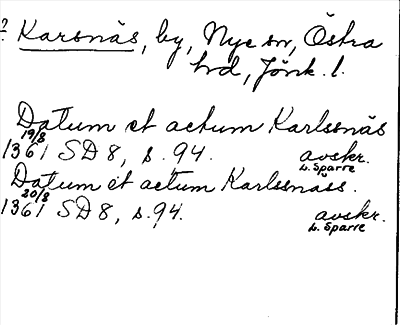 ? Karsnäs, by, Nye sn, Östra
hd, Jönk. l.
Datum et actum Karlssnäs
19/8
1361 SD 8, s. 94. avskr.
L. Sparre
Datum et actum Karlssnass.
20/8
1361 SD 8, s. 94. avskr.
L. Sparre